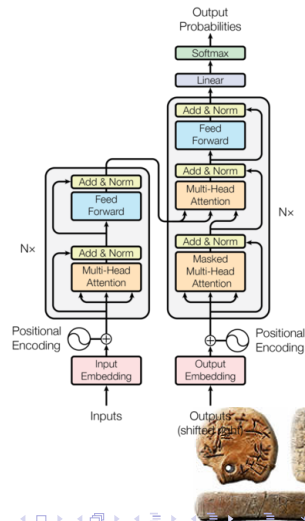 Output
Probabilities
Softmax
Linear
Add & Norm
Feed
Forward
Add & Norm
Multi-Head
Attention
Add & Norm
Masked
Multi-Head
Attention
Nx
Positional
Encoding
Output
Embedding
Outputs
(shifted right)
Add & Norm
Feed
Forward
Nx
Add & Norm
Multi-Head
Attention
Positional
Encoding
Input
Embedding
Inputs